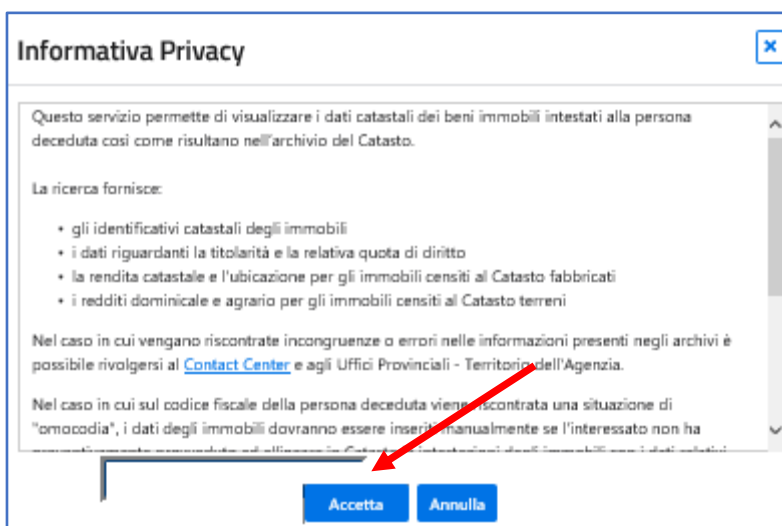 Informativa Privacy
Questo servizio permette di visualizzare i dati catastali dei beni immobili intestati alla persona
deceduta così come risultano nell'archivio del Catasto.
La ricerca fornisce:
• gli identificativi catastali degli immobili
• i dati riguardanti la titolarità e la relativa quota di diritto
• la rendita catastale e l'ubicazione per gli immobili censiti al Catasto fabbricati
• i redditi dominicale e agrario per gli immobili censiti al Catasto terreni
Nel caso in cui vengano riscontrate incongruenze o errori nelle informazioni presenti negli archivi è
possibile rivolgersi al Contact Center e agli Uffici Provinciali - Territorio dell'Agenzia.
Nel caso in cui sul codice fiscale della persona deceduta viene riscontrata una situazione di
"omocodia", i dati degli immobili dovranno essere inseriti manualmente se l'interessato non ha
Accetta Annulla